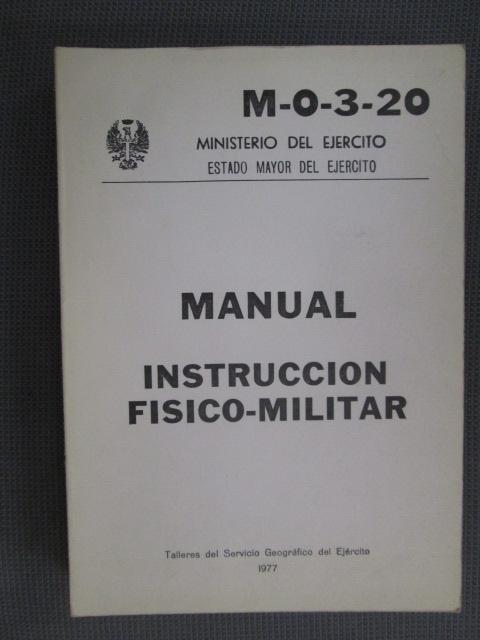 M-0-3-20
MINISTERIO DEL EJERCITO
ESTADO MAYOR DEL EJERCITO
MANUAL
INSTRUCCION
FISICO-MILITAR
Talleres del Servicio Geográfico del Ejército
1977